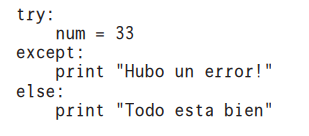 try:
    num = 33
except:
    print "Hubo un error!"
else:
    print "Todo esta bien"